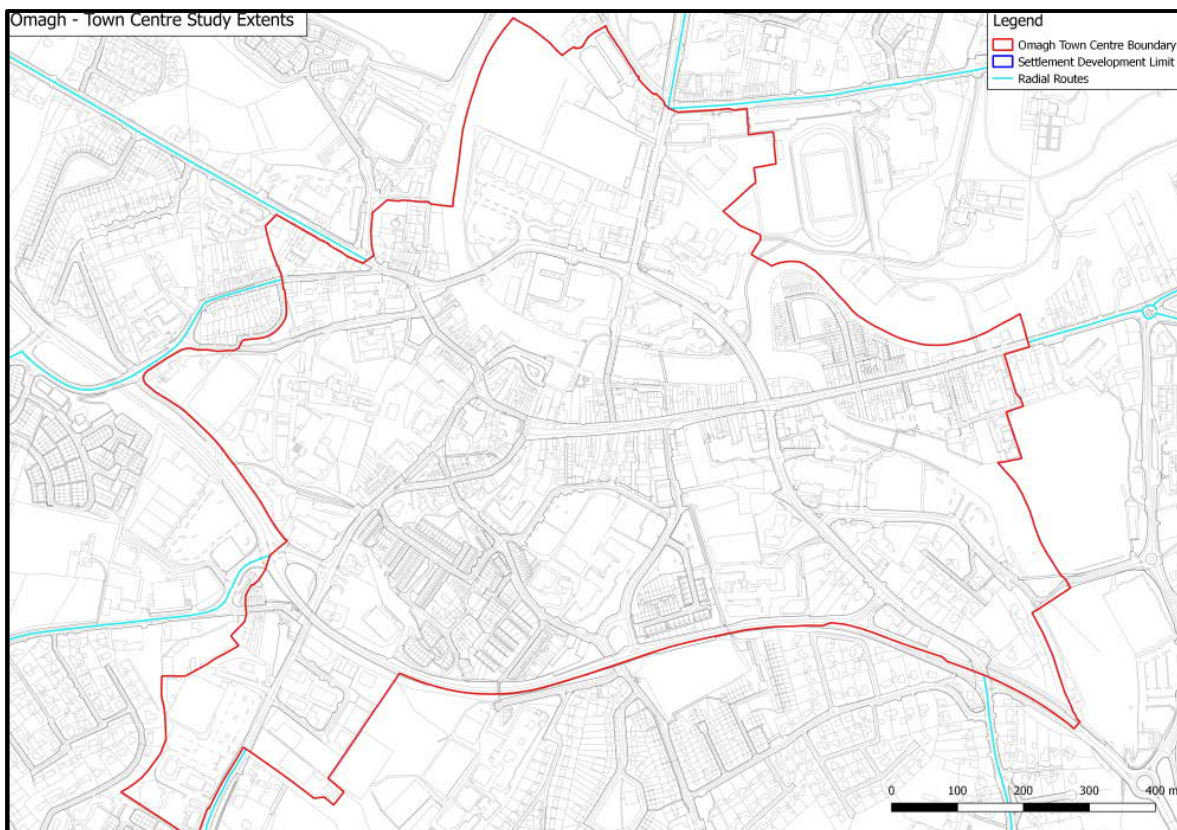 Omagh - Town Centre Study Extents
Legend
Omagh Town Centre Boundary
Settlement Development Limit
Radial Routes
0 100 200 300 400 m